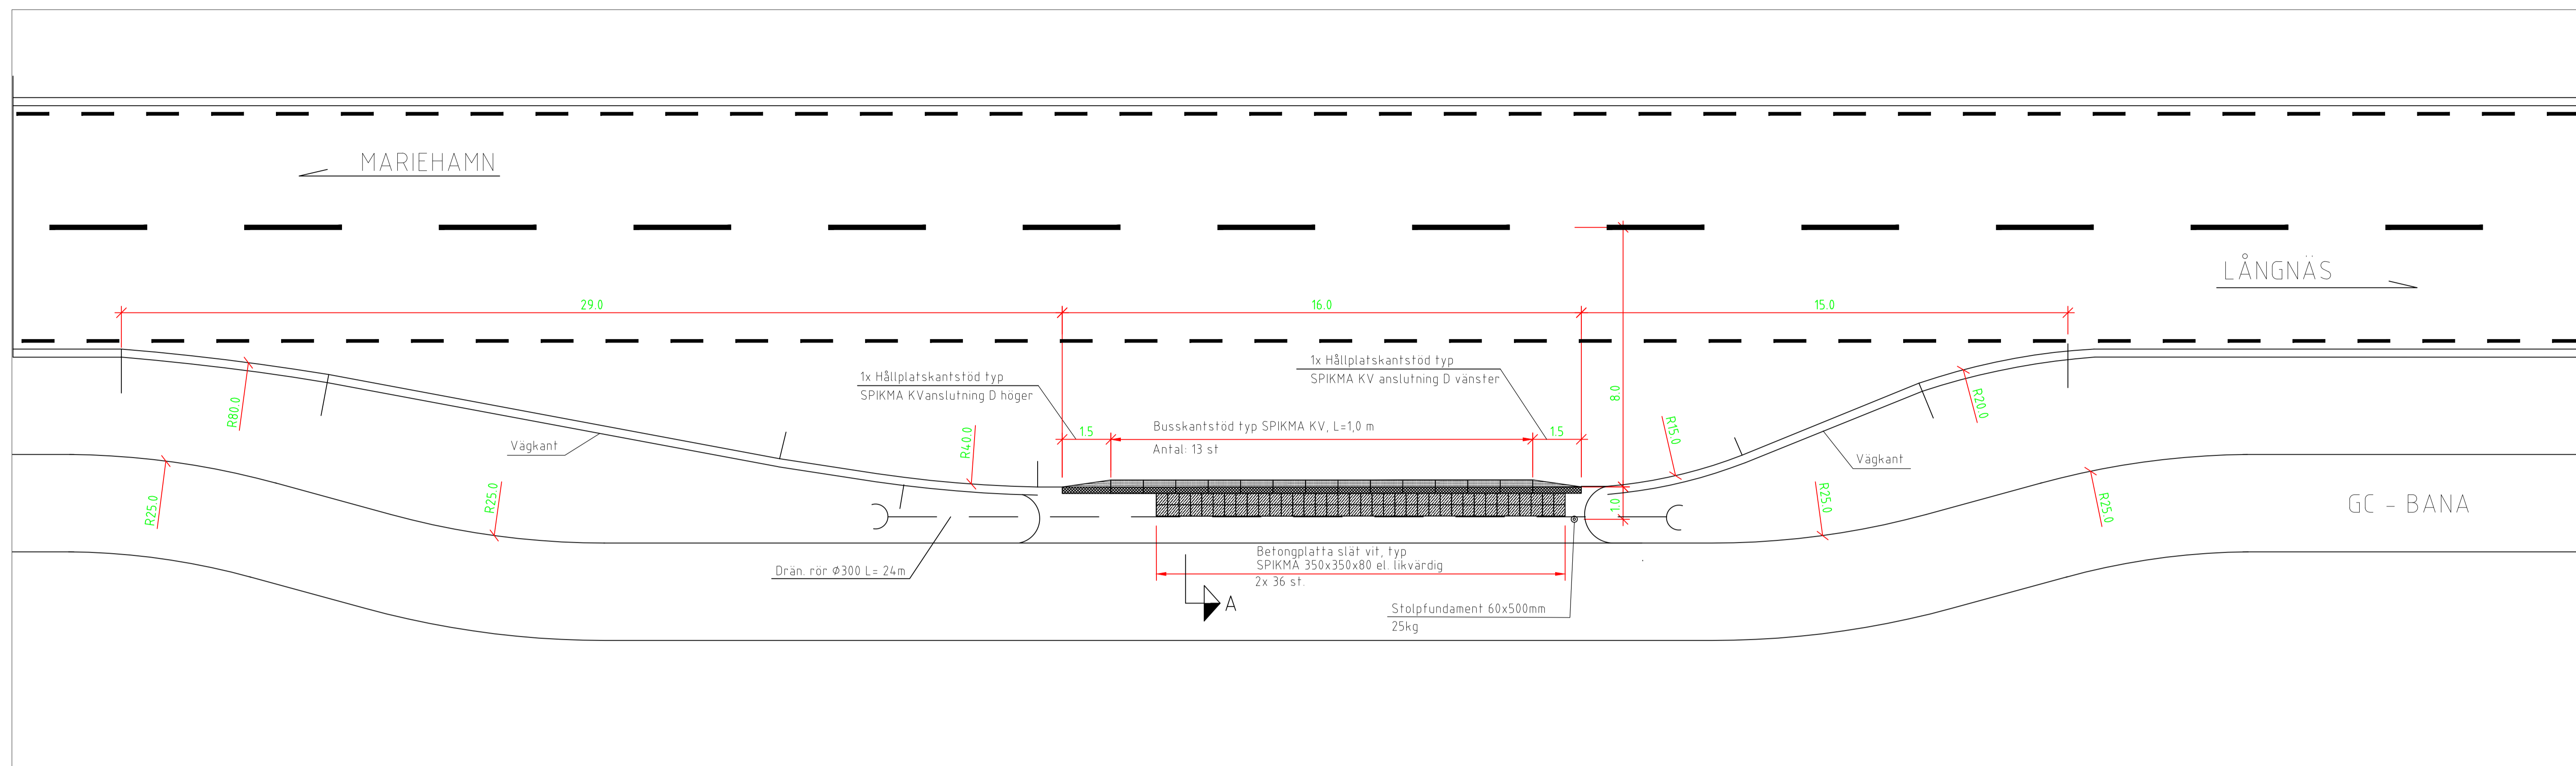 MARIEHAMN
LÅNGNÄS
29.0
16.0
15.0
1x Hållplatskantstöd typ
SPIKMA KV anslutning D vänster
1x Hållplatskantstöd typ
SPIKMA KVanslutning D höger
8.0
R80.0
R20.0
1.5
Busskantstöd typ SPIKMA KV, L=1,0 m
1.5
Antal: 13 st
R40.0
R15.0
Vägkant
Vägkant
R25.0
R25.0
1.0
R25.0
R25.0
GC - BANA
Betongplatta slät vit, typ
SPIKMA 350x350x80 el. likvärdig
2x 36 st.
Drän. rör Ø300 L= 24m
A
Stolpfundament 60x500mm
25kg